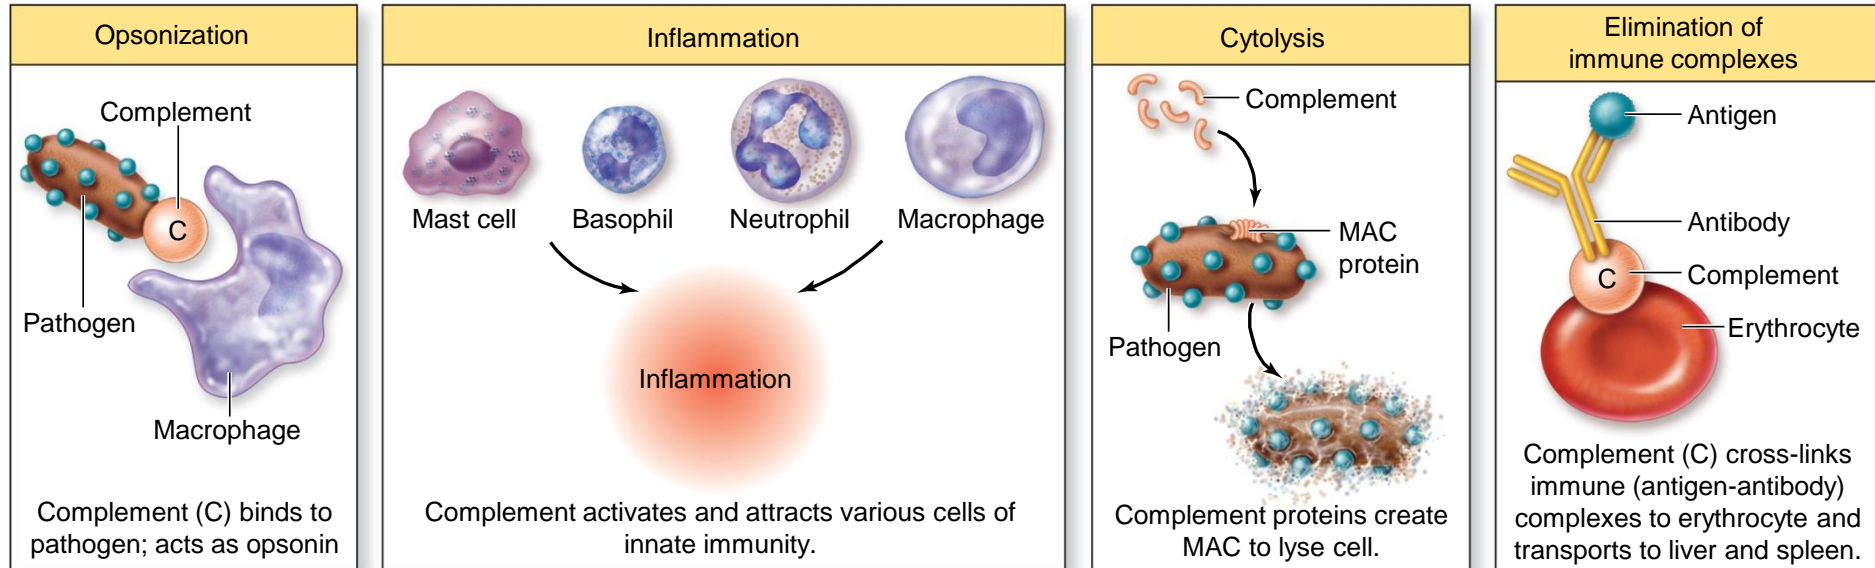 Opsonization
Complement
C
Pathogen
Macrophage
Complement (C) binds to
pathogen; acts as opsonin
Inflammation
Mast cell
Basophil
Neutrophil
Macrophage
Inflammation
Complement activates and attracts various cells of
innate immunity.
Cytolysis
Complement
MAC
protein
Pathogen
Complement proteins create
MAC to lyse cell.
Elimination of
immune complexes
Antigen
Antibody
Complement
C
Erythrocyte
Complement (C) cross-links
immune (antigen-antibody)
complexes to erythrocyte and
transports to liver and spleen.